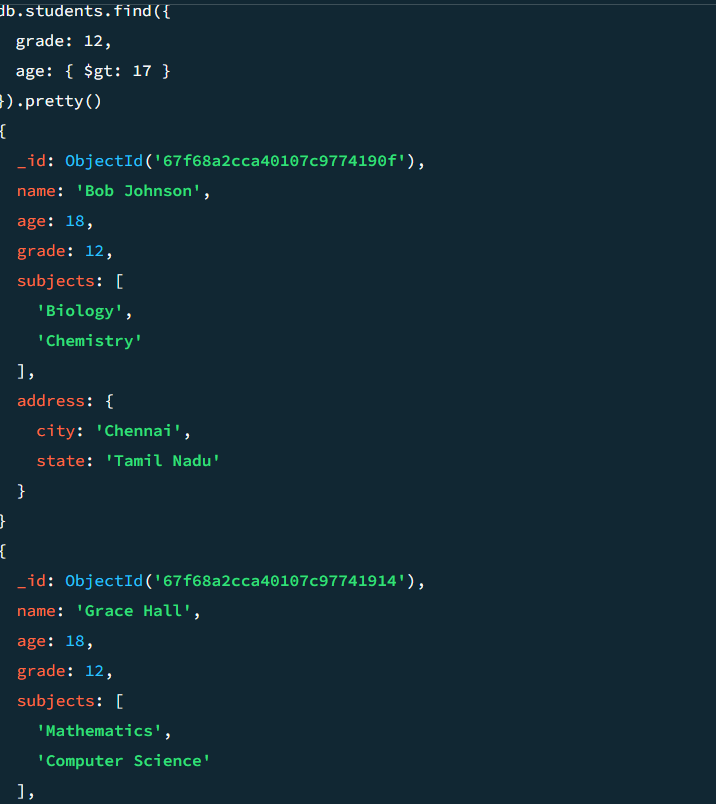 db.students.find({
  grade: 12,
  age: { $gt: 17 }
}).pretty()
{
  _id: ObjectId('67f68a2cca40107c9774190f'),
  name: 'Bob Johnson',
  age: 18,
  grade: 12,
  subjects: [
    'Biology',
    'Chemistry'
  ],
  address: {
    city: 'Chennai',
    state: 'Tamil Nadu'
  }
}
{
  _id: ObjectId('67f68a2cca40107c97741914'),
  name: 'Grace Hall',
  age: 18,
  grade: 12,
  subjects: [
    'Mathematics',
    'Computer Science'
  ],